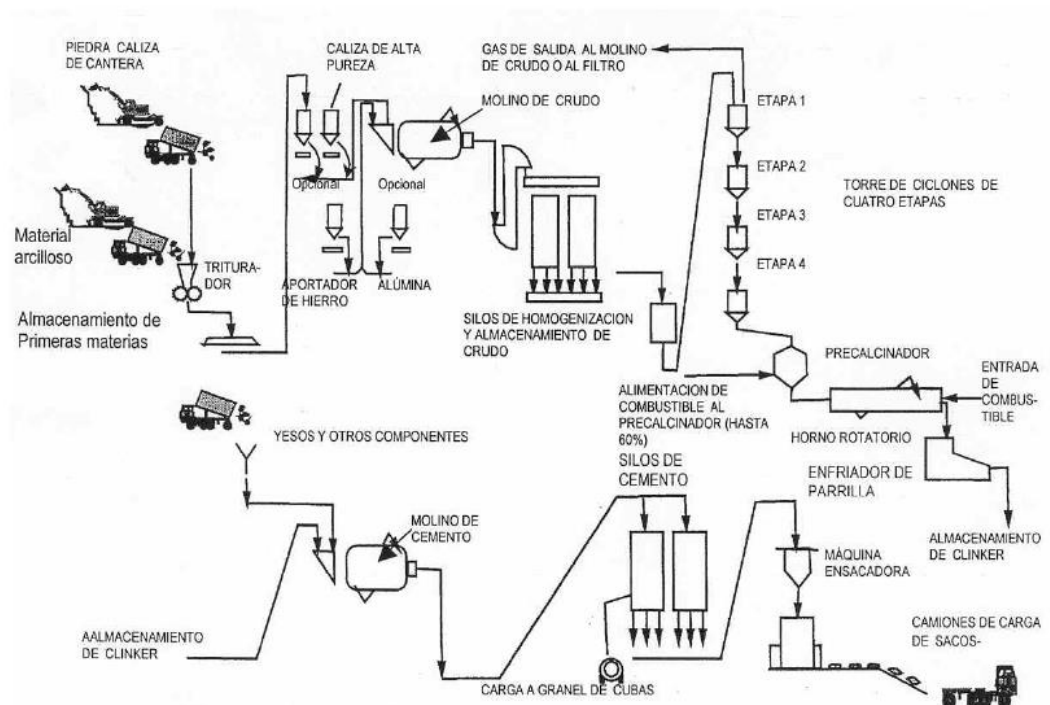 PIEDRA CALIZA
DE CANTERA
CALIZA DE ALTA
PUREZA
GAS DE SALIDA AL MOLINO
DE CRUDO O AL FILTRO
MOLINO DE CRUDO
ETAPA 1
ETAPA 2
ETAPA 3
ETAPA 4
TORRE DE CICLONES DE
CUATRO ETAPAS
Opcional
Opcional
Material
arcilloso
TRITURA-
DOR
APORTADOR
DE HIERRO
ALÚMINA
Almacenamiento de
Primeras materias
SILOS DE HOMOGENIZACION
Y ALMACENAMIENTO DE
CRUDO
PRECALCINADOR
ENTRADA
DE
COMBUS-
TIBLE
ALIMENTACION DE
COMBUSTIBLE AL
PRECALCINADOR (HASTA
60%)
HORNO ROTATORIO
ENFRIADOR DE
PARRILLA
ALMACENAMIENTO
DE CLINKER
YESOS Y OTROS COMPONENTES
SILOS DE
CEMENTO
MOLINO DE
CEMENTO
MÁQUINA
ENSACADORA
AALMACENAMIENTO
DE CLINKER
CARGA A GRANEL DE CUBAS
CAMIONES DE CARGA
DE SACOS-